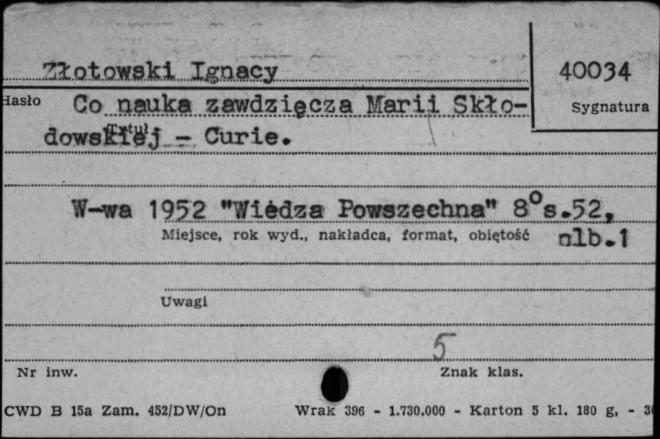 Złotowski Ignacy
40034
Hasło
Sygnatura
Co nauka zawdzięcza Marii Skło-
Tytuł
dowskiej - Curie.
W-wa 1952 "Wiedza Powszechna" 8° s.52,
Miejsce, rok wyd., nakładca, format, objętość
nlb.1
Uwagi
5
Nr inw.
Znak klas.
CWD B 15a Zam. 452/DW/On
Wrak 396 - 1.730.000 - Karton 5 kl. 180 g, -